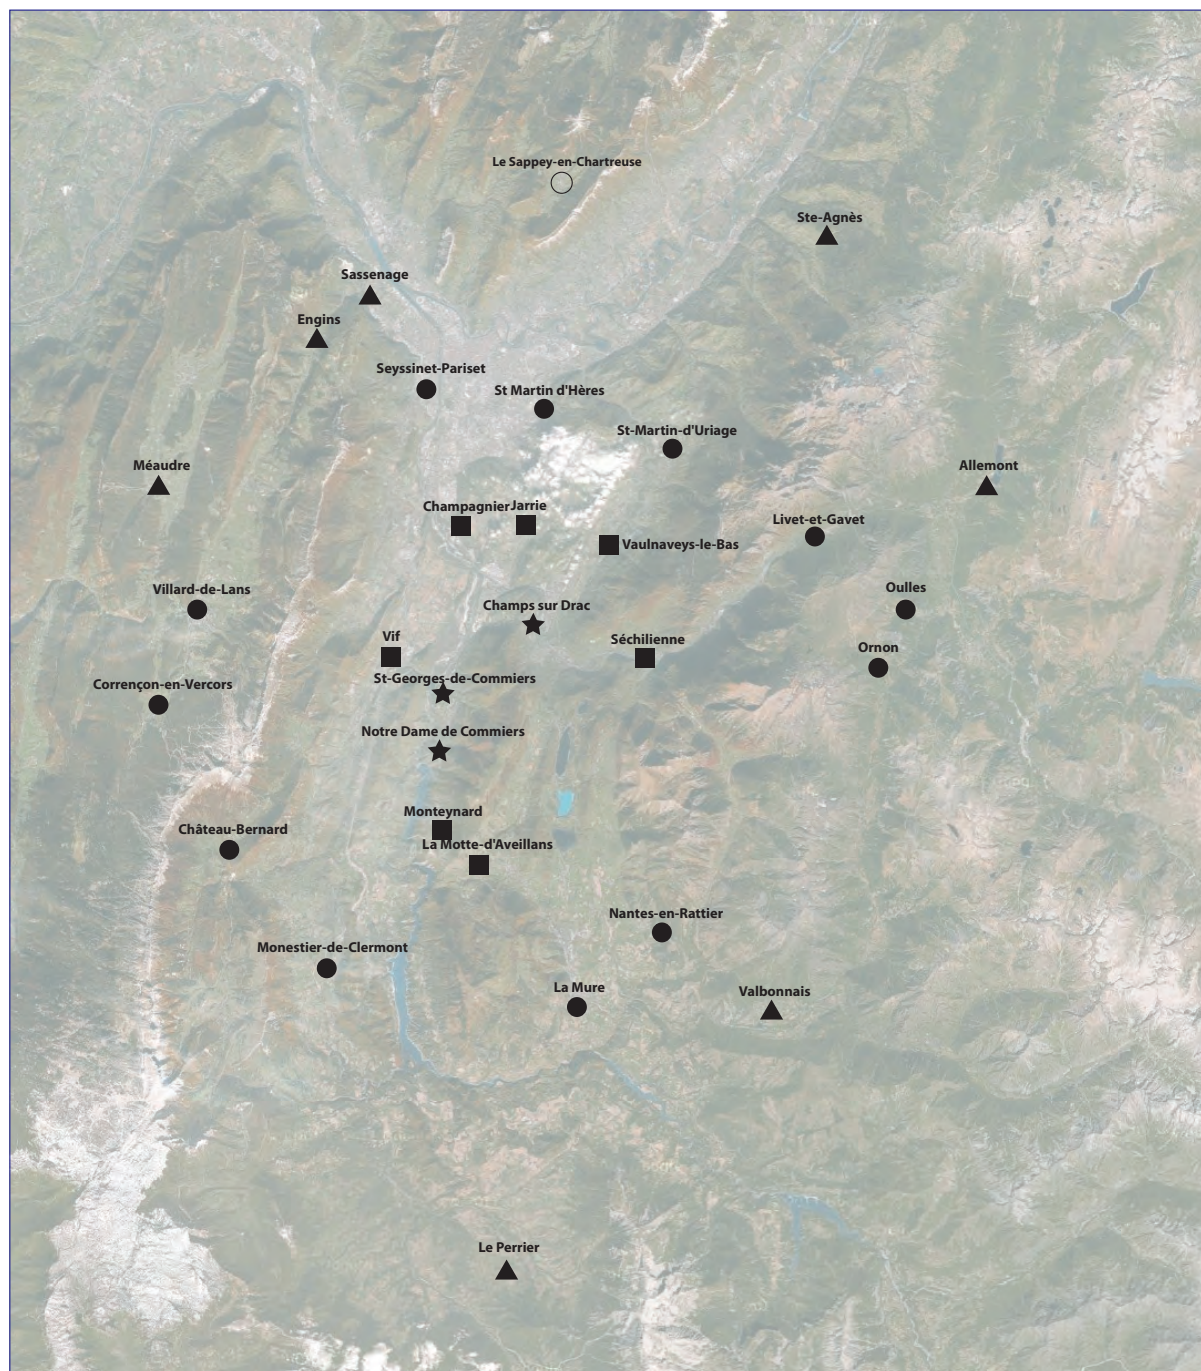 Le Sappey-en-Chartreuse
Ste-Agnès
Sassenage
Engins
Seyssinet-Pariset
St Martin d'Hères
St-Martin-d'Uriage
Méaudre
Allemont
Champagnier
Jarrie
Livet-et-Gavet
Vaulnaveys-le-Bas
Villard-de-Lans
Oulles
Champs sur Drac
Vif
Séchilienne
Ornon
St-Georges-de-Commiers
Corrençon-en-Vercors
Notre Dame de Commiers
Monteynard
Château-Bernard
La Motte-d'Aveillans
Nantes-en-Rattier
Monestier-de-Clermont
La Mure
Valbonnais
Le Perrier